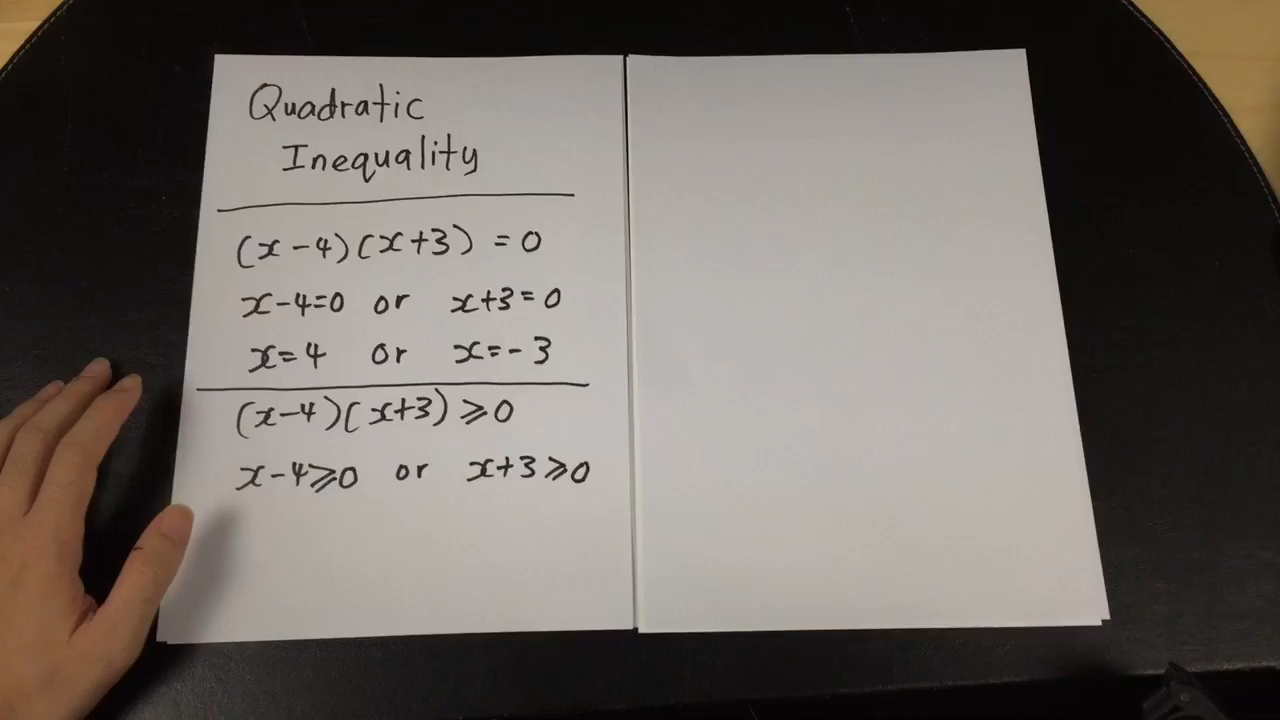 Quadratic
Inequality
(x-4)(x+3) = 0
x-4=0 or x+3=0
x=4 or x=-3
(x-4)(x+3) ⩾ 0
x-4⩾0 or x+3⩾0